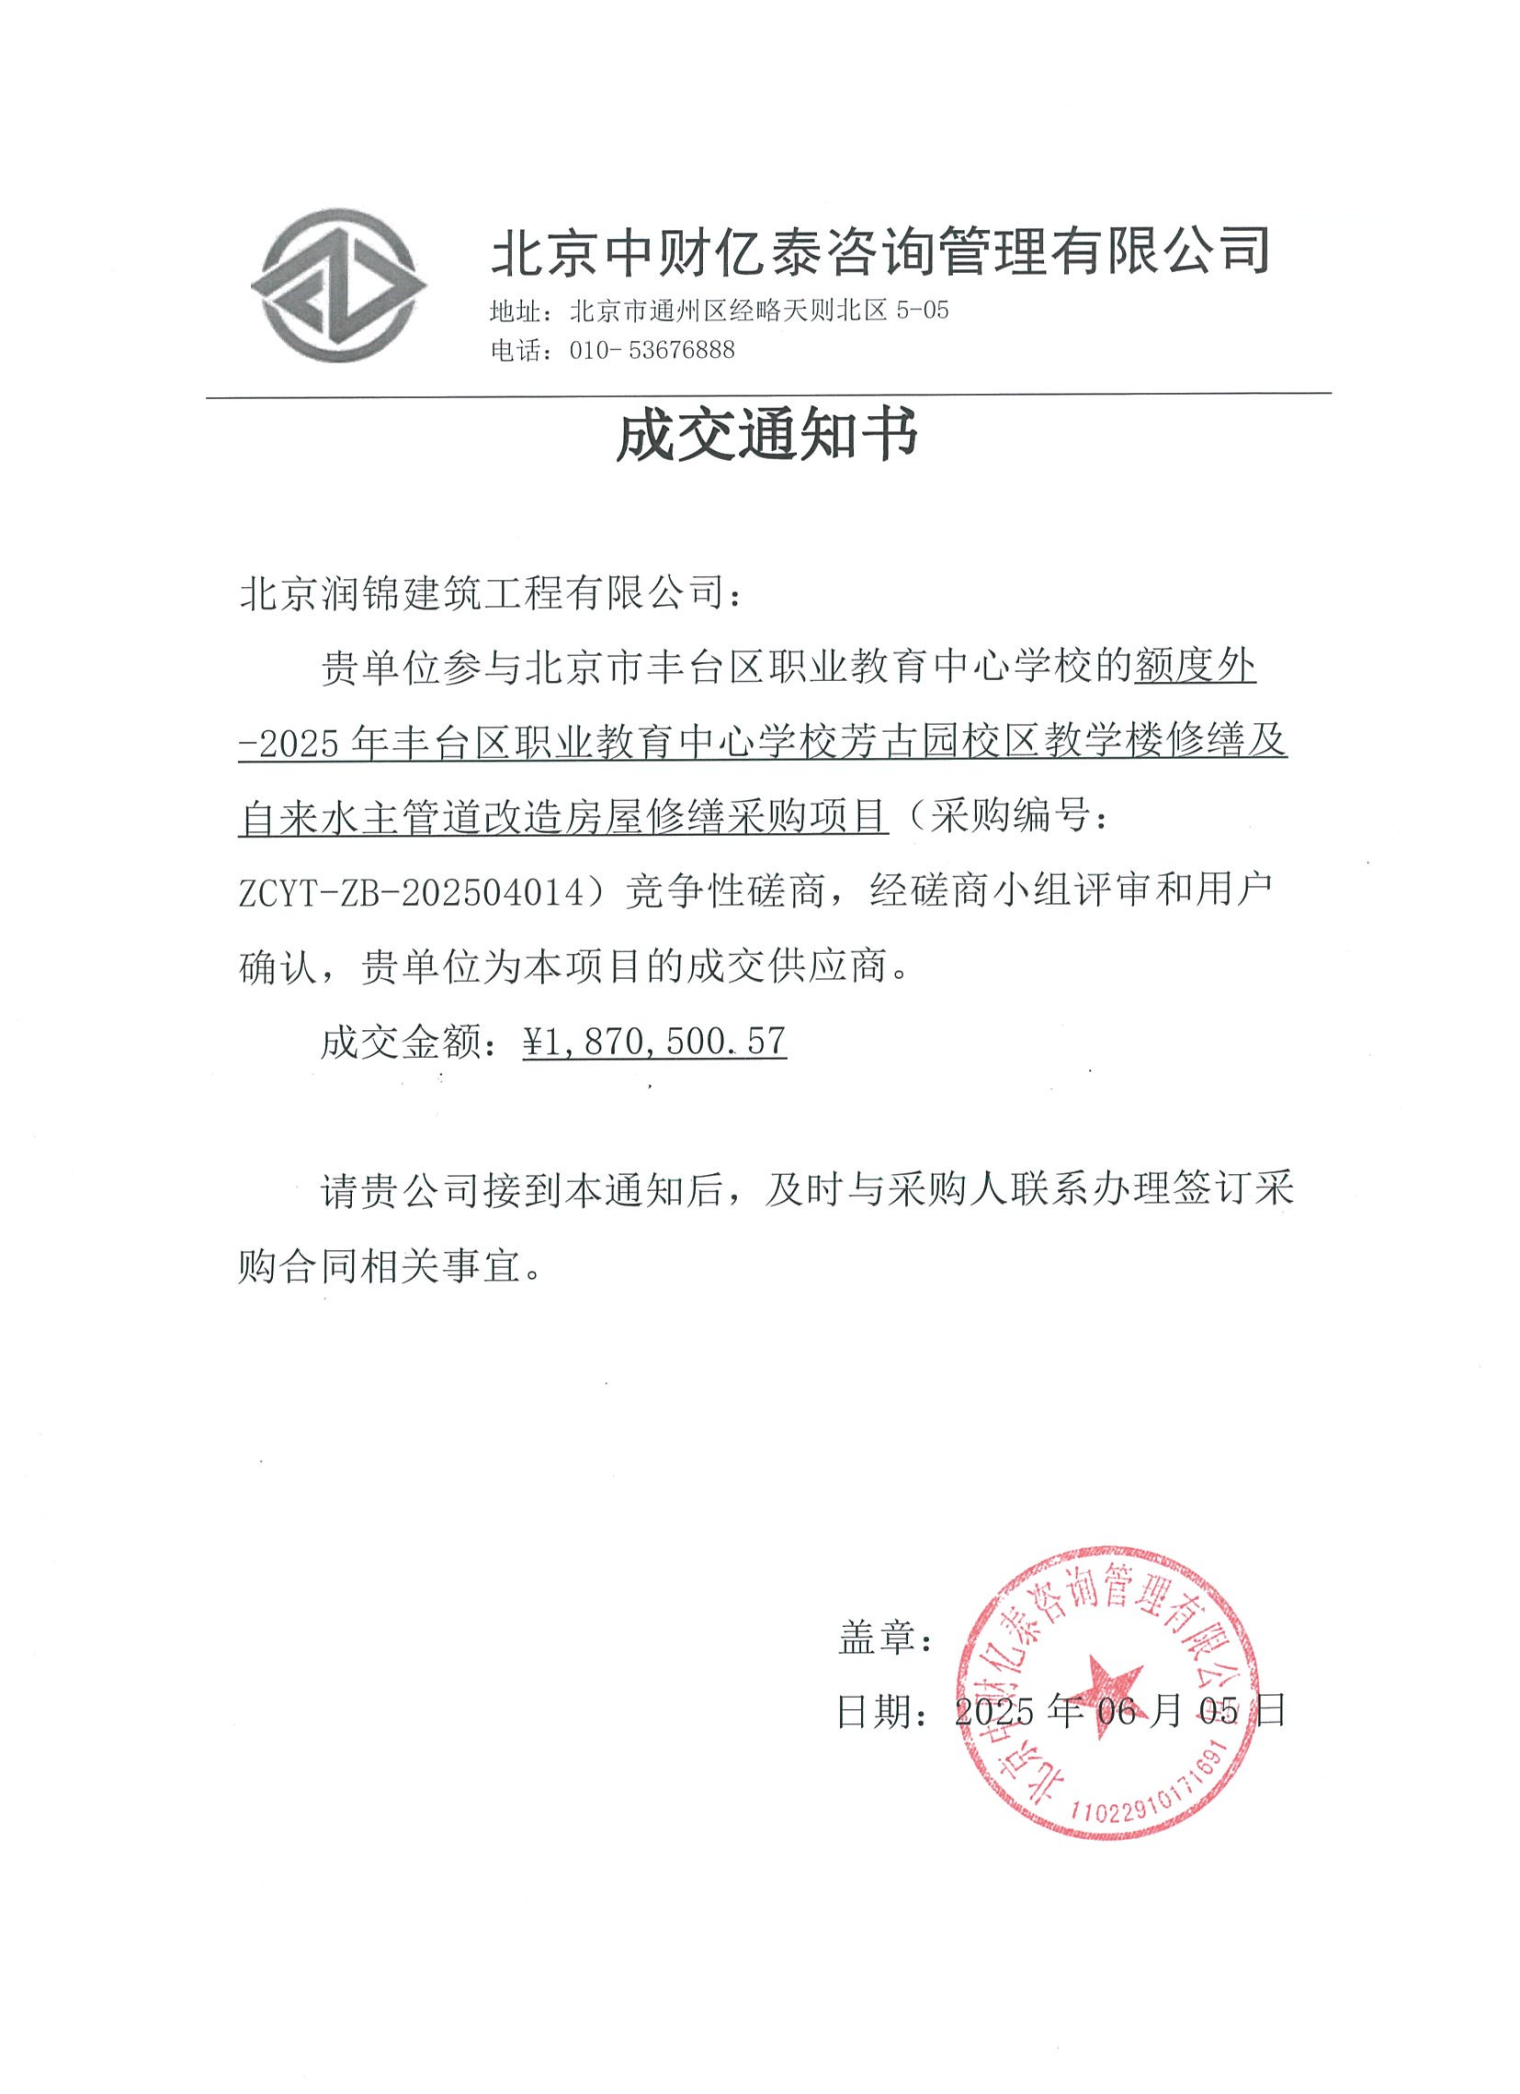 北京中财亿泰咨询管理有限公司
地址：北京市通州区经略天则北区 5-05
电话：010- 53676888
成交通知书
北京润锦建筑工程有限公司：
贵单位参与北京市丰台区职业教育中心学校的额度外
-2025 年丰台区职业教育中心学校芳古园校区教学楼修缮及
自来水主管道改造房屋修缮采购项目（采购编号：
ZCYT-ZB-202504014）竞争性磋商，经磋商小组评审和用户
确认，贵单位为本项目的成交供应商。
成交金额：¥1,870,500.57
请贵公司接到本通知后，及时与采购人联系办理签订采
购合同相关事宜。
盖章：
日期：2025 年 06 月 05 日
北京中财亿泰咨询管理有限公司
11022910171691